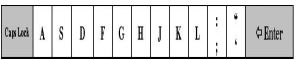 Caps Lock A S D F G H J K L : ; “ ‘ ⇦ Enter